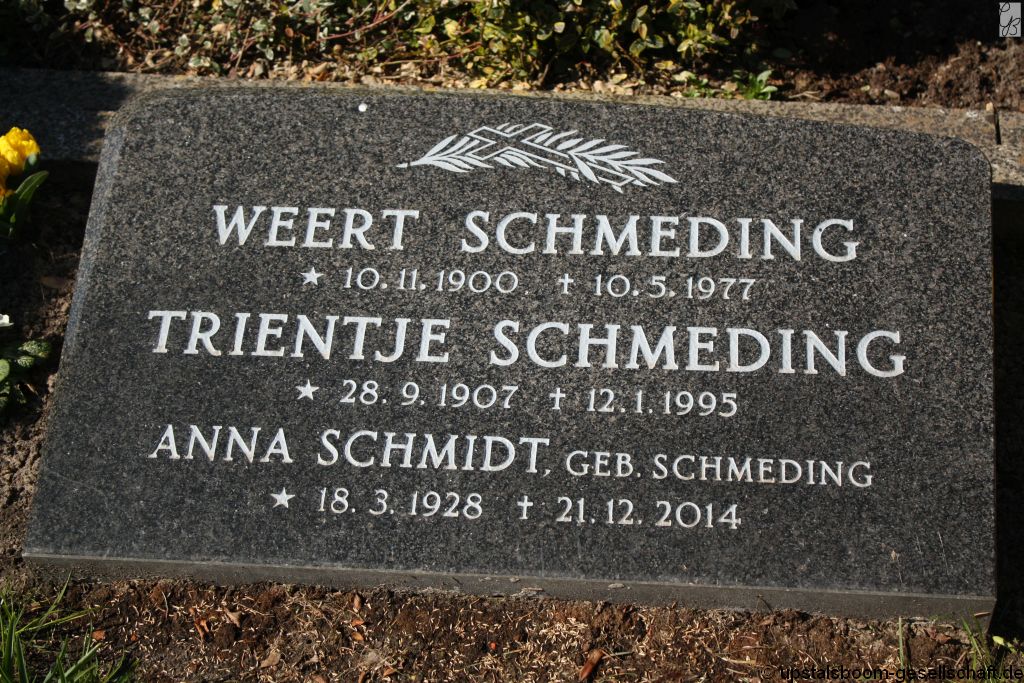 WEERT SCHMEDING
★ 10.11.1900 ✝ 10.5.1977
TRIENTJE SCHMEDING
★ 28.9.1907 ✝ 12.1.1995
ANNA SCHMIDT, GEB. SCHMEDING
★ 18.3.1928 ✝ 21.12.2014
upstalsboom-gesellschaft.de